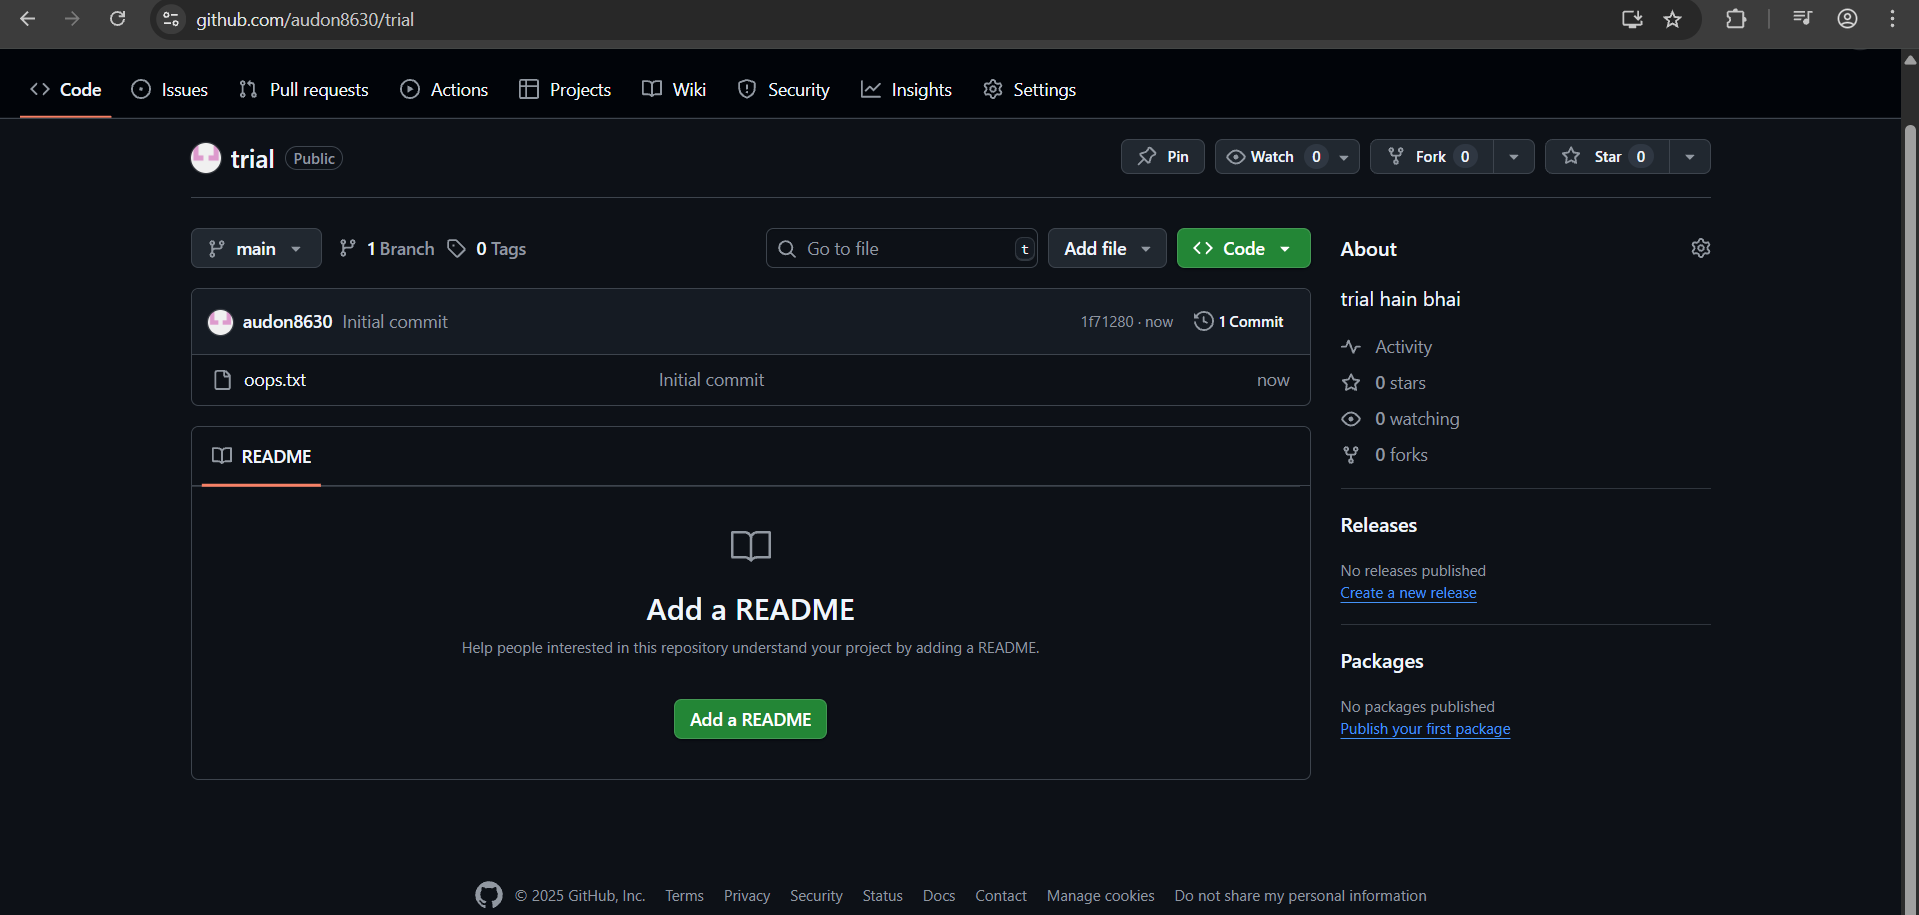 github.com/audon8630/trial
Code Issues Pull requests Actions Projects Wiki Security Insights Settings
trial Public Pin Watch 0 Fork 0 Star 0
main 1 Branch 0 Tags Go to file t Add file Code
audon8630 Initial commit 1f71280 · now 1 Commit
oops.txt Initial commit now
README
Add a README
Help people interested in this repository understand your project by adding a README.
Add a README
About
trial hain bhai
Activity
0 stars
0 watching
0 forks
Releases
No releases published
Create a new release
Packages
No packages published
Publish your first package
© 2025 GitHub, Inc. Terms Privacy Security Status Docs Contact Manage cookies Do not share my personal information